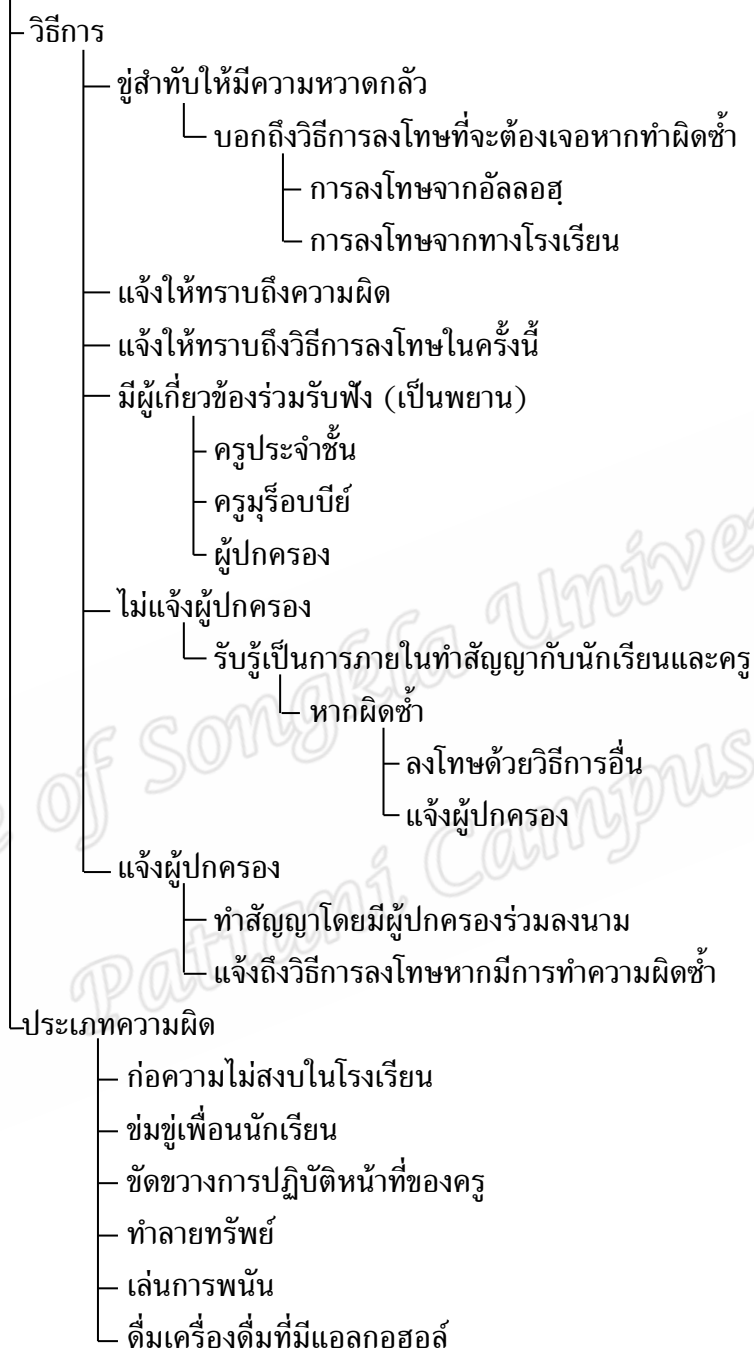 วิธีการ
ขู่สำทับให้มีความหวาดกลัว
บอกถึงวิธีการลงโทษที่จะต้องเจอหากทำผิดซ้ำ
การลงโทษจากอัลลอฮฺ
การลงโทษจากทางโรงเรียน
แจ้งให้ทราบถึงความผิด
แจ้งให้ทราบถึงวิธีการลงโทษในครั้งนี้
มีผู้เกี่ยวข้องร่วมรับฟัง (เป็นพยาน)
ครูประจำชั้น
ครูมุร็อบบีย์
ผู้ปกครอง
ไม่แจ้งผู้ปกครอง
รับรู้เป็นการภายในทำสัญญากับนักเรียนและครู
หากผิดซ้ำ
ลงโทษด้วยวิธีการอื่น
แจ้งผู้ปกครอง
แจ้งผู้ปกครอง
ทำสัญญาโดยมีผู้ปกครองร่วมลงนาม
แจ้งถึงวิธีการลงโทษหากมีการทำความผิดซ้ำ
ประเภทความผิด
ก่อความไม่สงบในโรงเรียน
ข่มขู่เพื่อนนักเรียน
ขัดขวางการปฏิบัติหน้าที่ของครู
ทำลายทรัพย์
เล่นการพนัน
ดื่มเครื่องดื่มที่มีแอลกอฮอล์
of Songkla
Pattani Campus